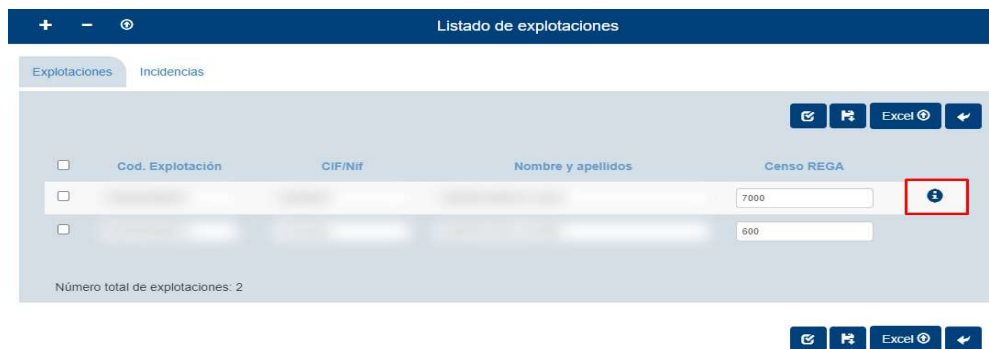 Listado de explotaciones
Explotaciones Incidencias
Excel
Cod. Explotación CIF/Nif Nombre y apellidos Censo REGA
7000
600
Número total de explotaciones: 2
Excel